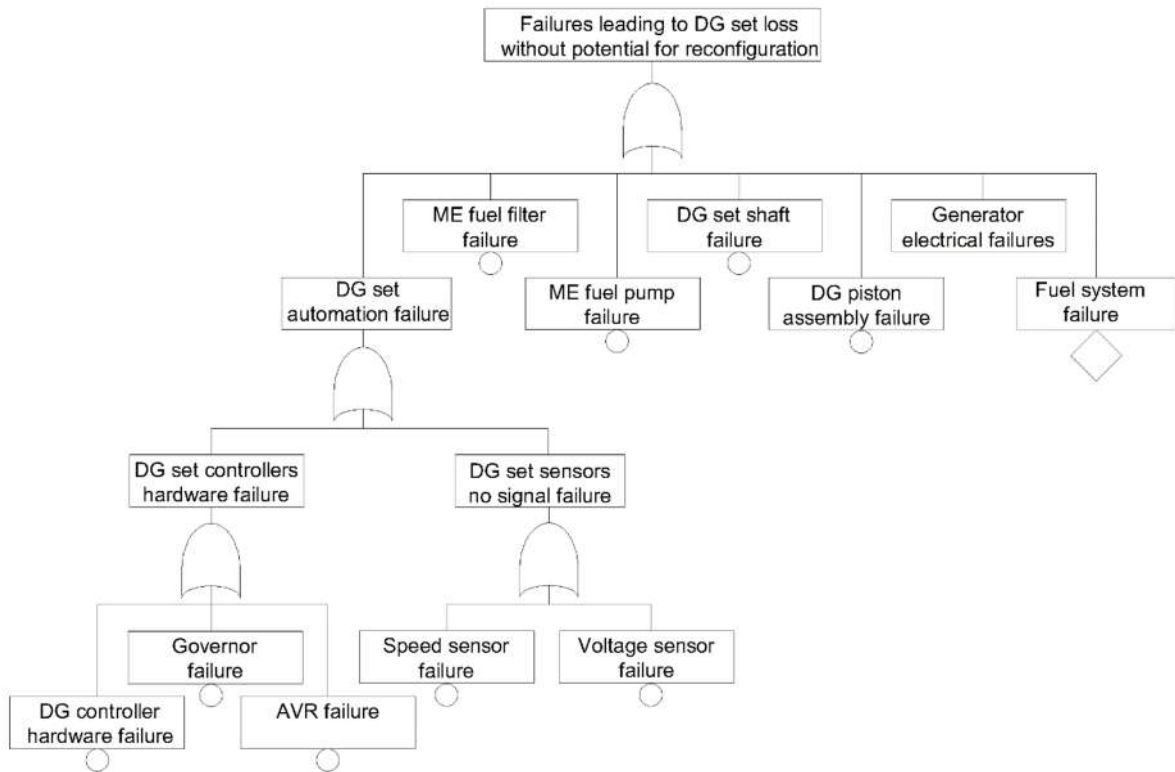 Failures leading to DG set loss
without potential for reconfiguration
ME fuel filter
failure
DG set shaft
failure
Generator
electrical failures
DG set
automation failure
ME fuel pump
failure
DG piston
assembly failure
Fuel system
failure
DG set controllers
hardware failure
DG set sensors
no signal failure
Governor
failure
Speed sensor
failure
Voltage sensor
failure
DG controller
hardware failure
AVR failure